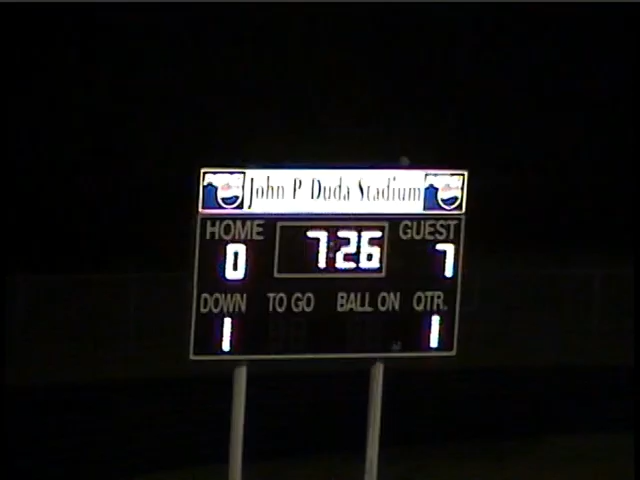 John P Duda Stadium
HOME 7:26 GUEST
0 7
DOWN TO GO BALL ON QTR.
1 1